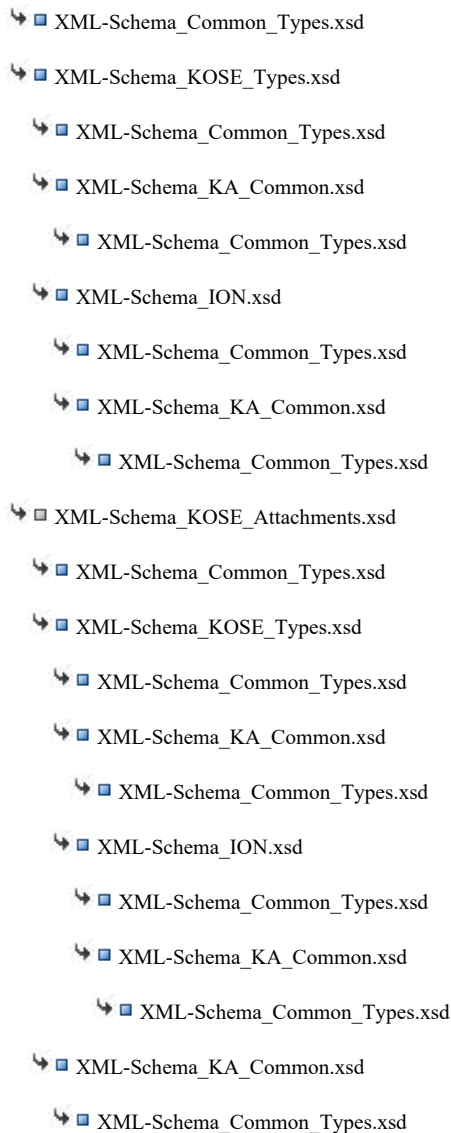 XML-Schema_Common_Types.xsd
XML-Schema_KOSE_Types.xsd
XML-Schema_Common_Types.xsd
XML-Schema_KA_Common.xsd
XML-Schema_Common_Types.xsd
XML-Schema_ION.xsd
XML-Schema_Common_Types.xsd
XML-Schema_KA_Common.xsd
XML-Schema_Common_Types.xsd
XML-Schema_KOSE_Attachments.xsd
XML-Schema_Common_Types.xsd
XML-Schema_KOSE_Types.xsd
XML-Schema_Common_Types.xsd
XML-Schema_KA_Common.xsd
XML-Schema_Common_Types.xsd
XML-Schema_ION.xsd
XML-Schema_Common_Types.xsd
XML-Schema_KA_Common.xsd
XML-Schema_Common_Types.xsd
XML-Schema_KA_Common.xsd
XML-Schema_Common_Types.xsd